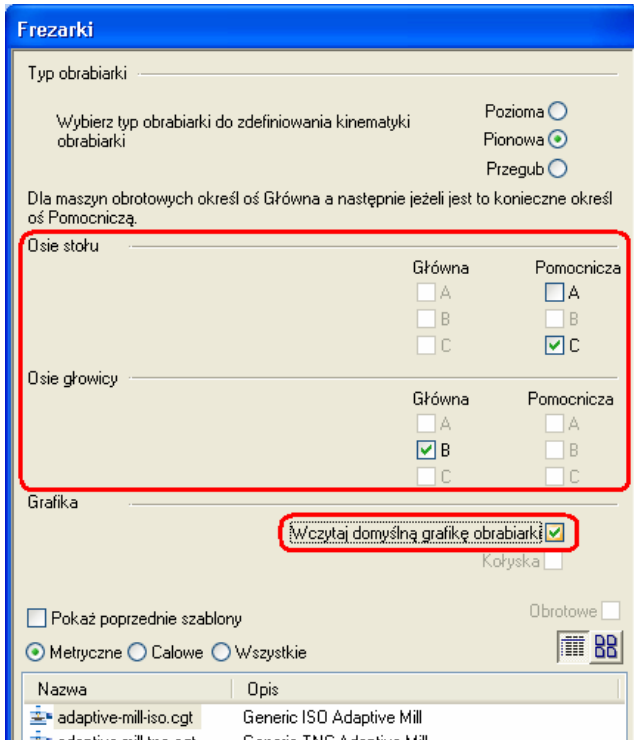 Frezarki
Typ obrabiarki
Wybierz typ obrabiarki do zdefiniowania kinematyki
obrabiarki
Pozioma
Pionowa
Przegub
Dla maszyn obrotowych określ oś Główna a następnie jeżeli jest to konieczne określ
oś Pomocniczą.
Osie stołu
Główna Pomocnicza
A A
B B
C C
Osie głowicy
Główna Pomocnicza
A A
B B
C C
Grafika
Wczytaj domyślną grafikę obrabiarki
Kołyska
Pokaż poprzednie szablony
Obrotowe
Metryczne Calowe Wszystkie
Nazwa Opis
adaptive-mill-iso.cgt Generic ISO Adaptive Mill